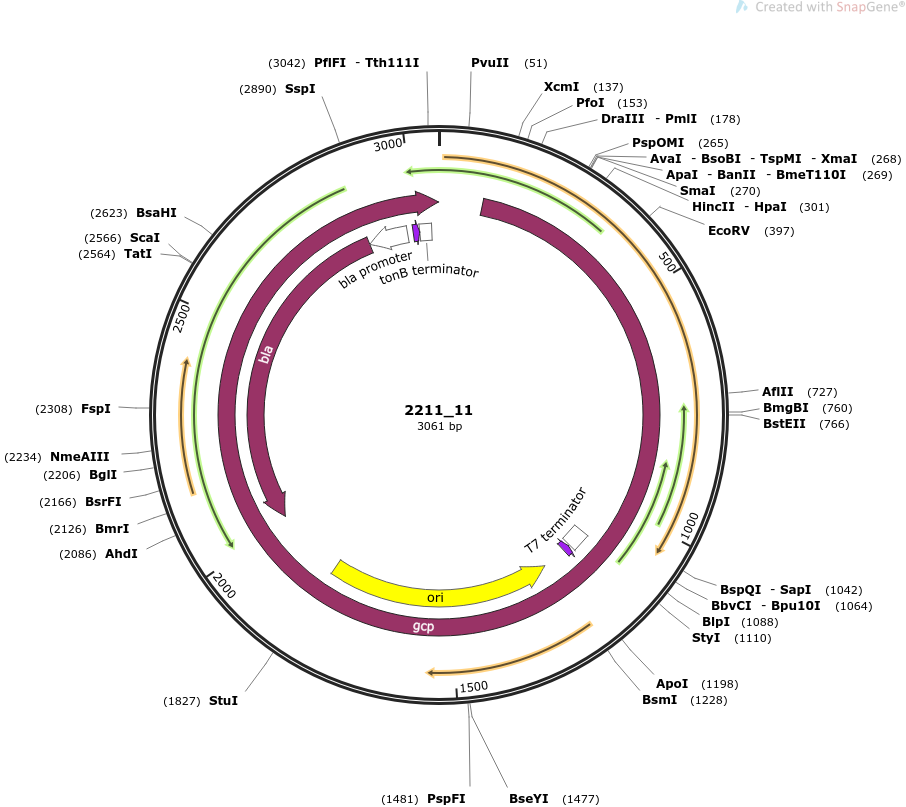 Created with SnapGene®
(3042) PflFI - Tth111I
PvuII (51)
(2890) SspI
XcmI (137)
PfoI (153)
DraIII - PmlI (178)
3000
PspOMI (265)
AvaI - BsoBI - TspMI - XmaI (268)
ApaI - BanII - BmeT110I (269)
SmaI (270)
HincII - HpaI (301)
(2623) BsaHI
EcoRV (397)
(2566) ScaI
(2564) TatI
500
bla promoter
tonB terminator
2500
bla
AflII (727)
(2308) FspI
BmgBI (760)
2211_11
BstEII (766)
3061 bp
(2234) NmeAIII
(2206) BglI
(2166) BsrFI
T7 terminator
1000
(2126) BmrI
(2086) AhdI
2000
BspQI - SapI (1042)
ori
BbvCI - Bpu10I (1064)
BlpI (1088)
gcp
StyI (1110)
ApoI (1198)
1500
(1827) StuI
BsmI (1228)
(1481) PspFI
BseYI (1477)